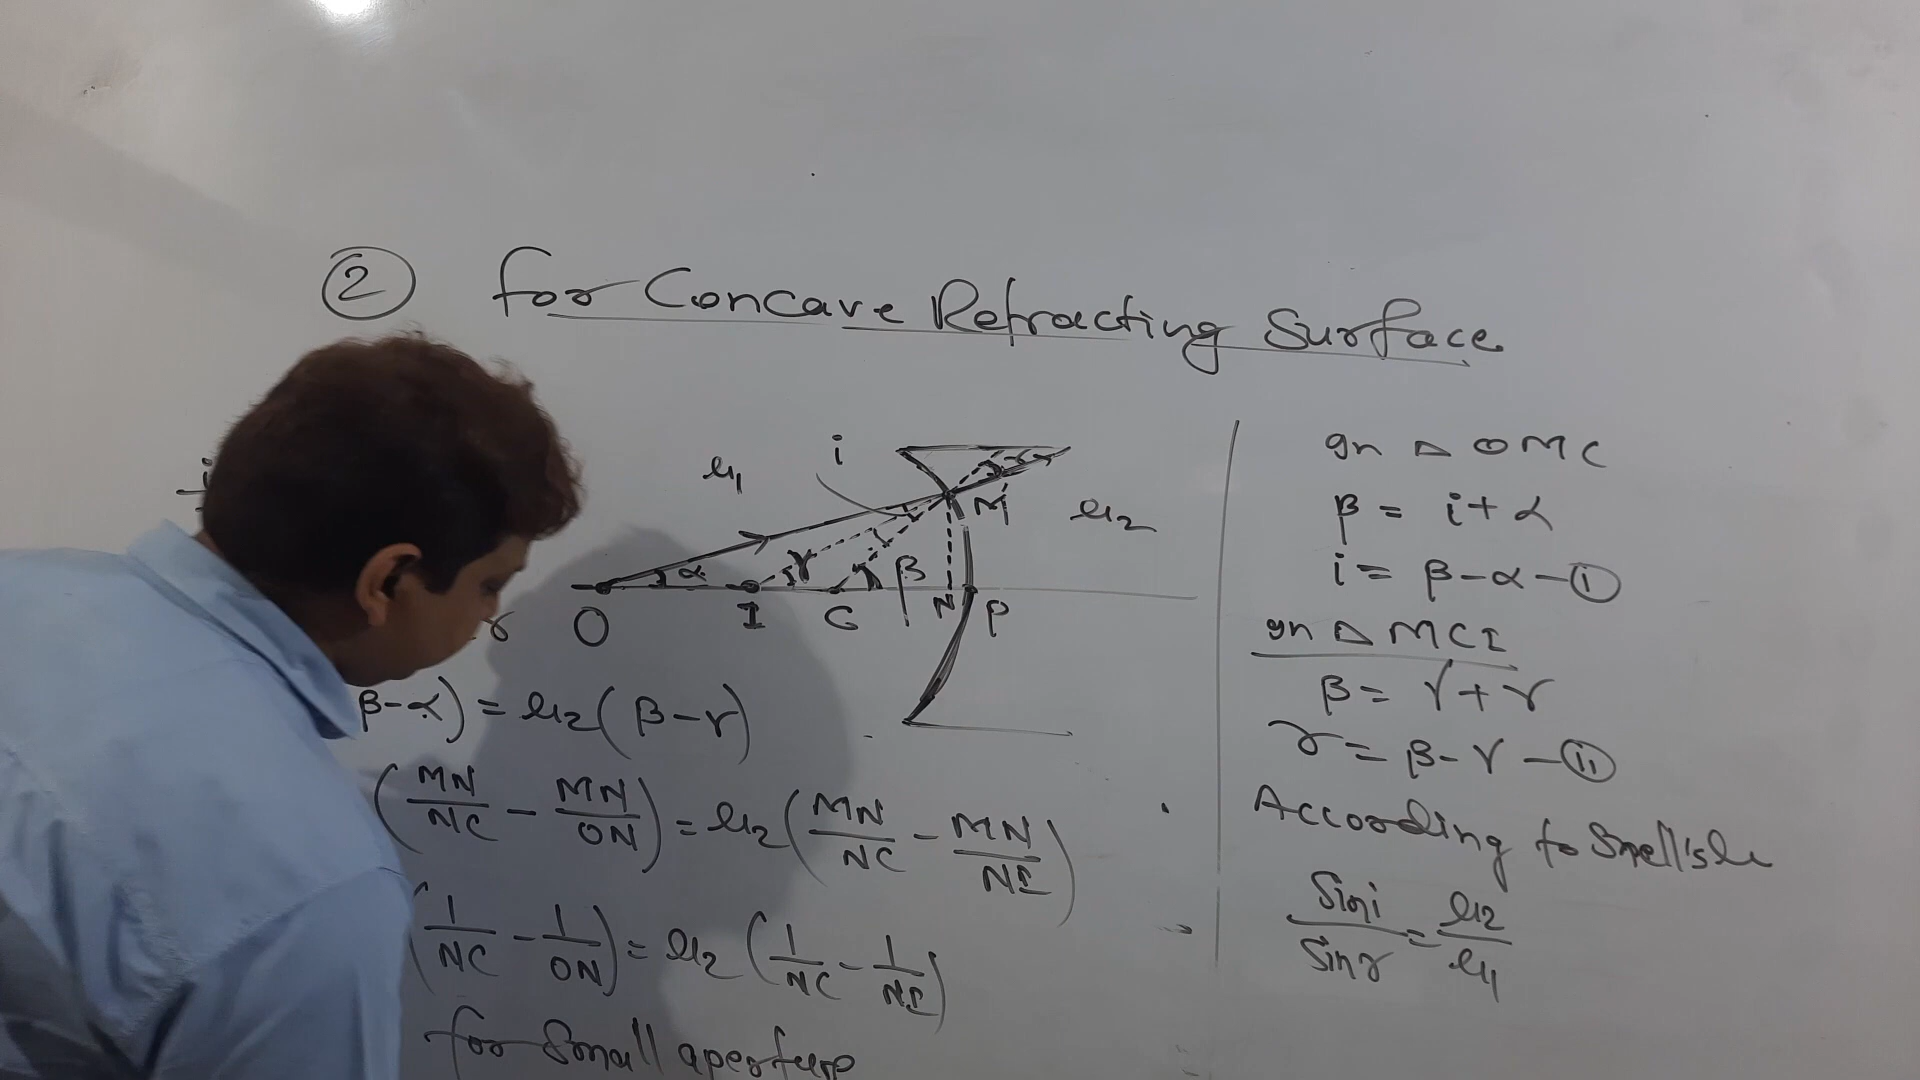 ② for Concave Refracting Surface
i
μ₁
M
μ₂
α
γ
β
O I C N P
r
β-α) = μ₂(β-γ)
(MN/NC - MN/ON) = μ₂(MN/NC - MN/NI)
(1/NC - 1/ON) = μ₂(1/NC - 1/NI)
for Small aperture
In △ OMC
β = i+α
i = β-α-①
In △ MCI
β = γ+r
r = β-γ-⑪
According to Snell's
Sini/Sinr = μ₂/μ₁